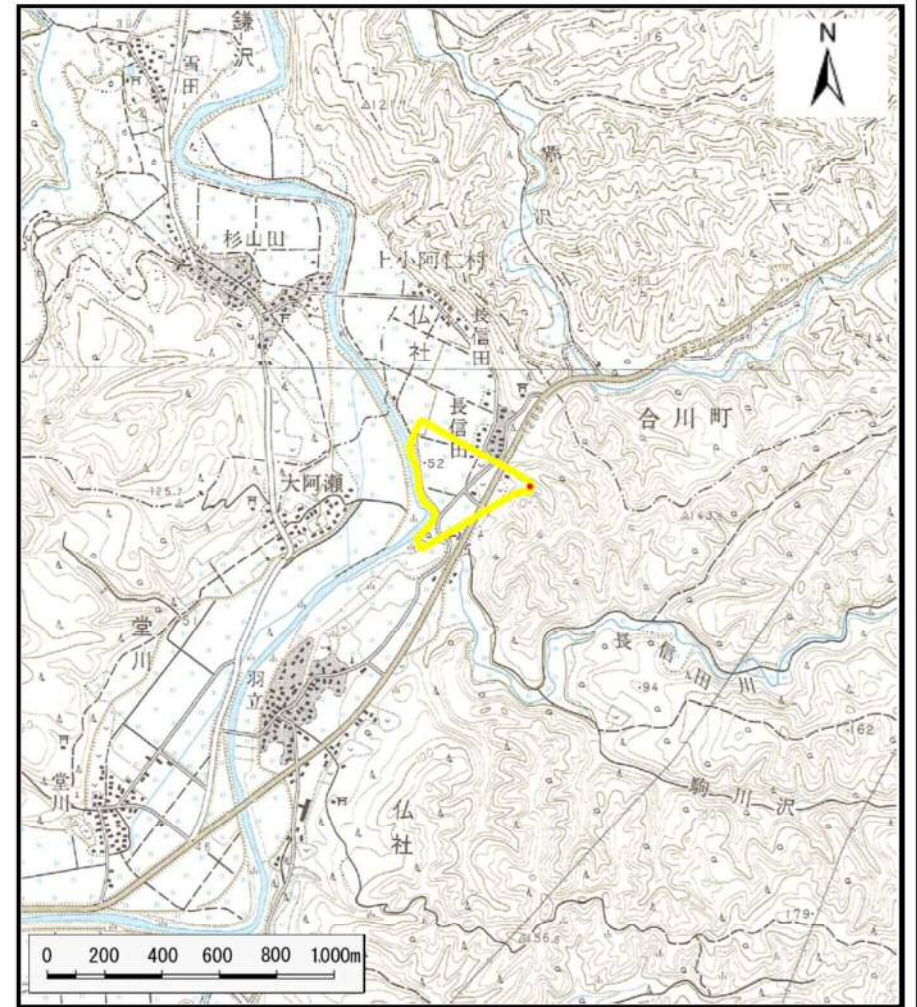 鎌沢
雪田
N
杉山田
上小阿仁村
仏社
長信田
合川町
長信田
・52
大阿瀬
125.7
堂川
羽立
長信田川
・94
・162
駒川沢
堂川
46
仏社
179・
0 200 400 600 800 1.000m